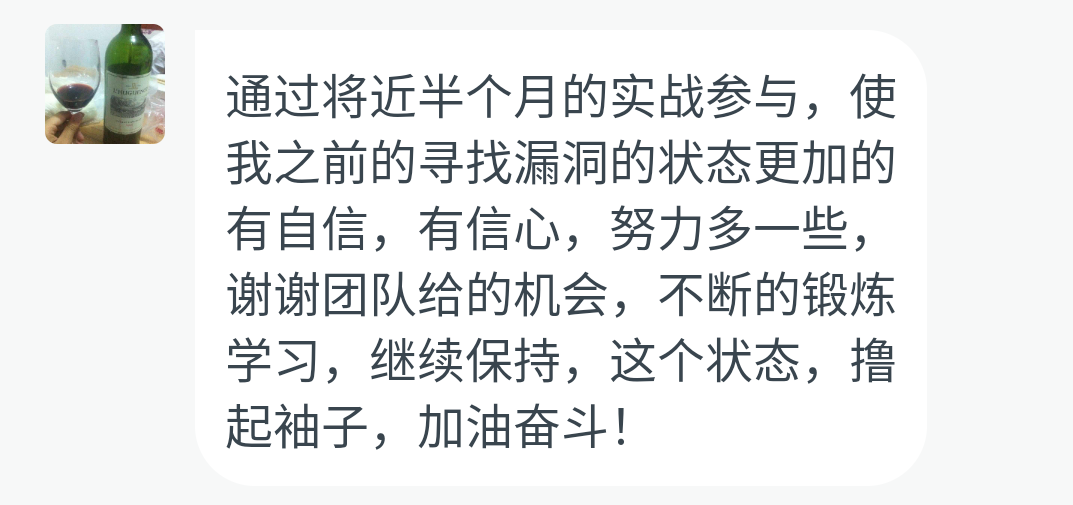 通过将近半个月的实战参与，使
我之前的寻找漏洞的状态更加的
有自信，有信心，努力多一些，
谢谢团队给的机会，不断的锻炼
学习，继续保持，这个状态，撸
起袖子，加油奋斗！